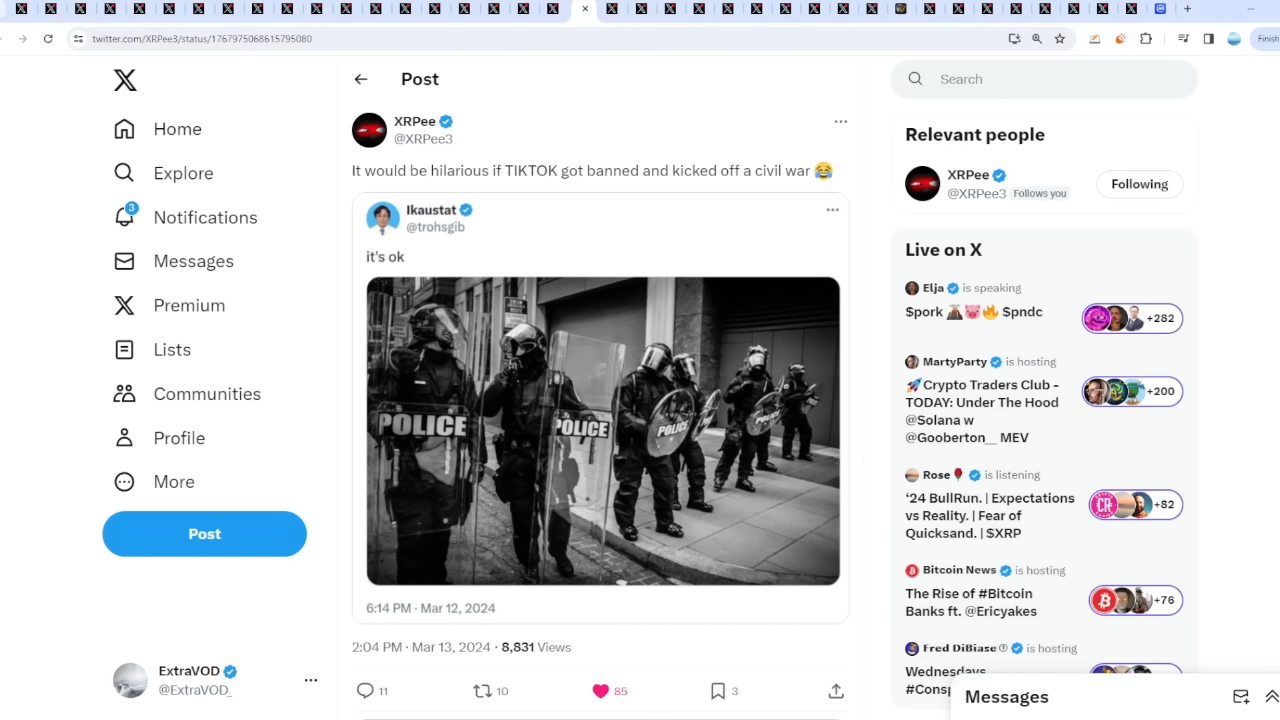 twitter.com/XRPee3/status/1767975068615795080
Finish
Home
Explore
3
Notifications
Messages
Premium
Lists
Communities
Profile
More
Post
ExtraVOD
@ExtraVOD_
Post
XRPee
@XRPee3
It would be hilarious if TIKTOK got banned and kicked off a civil war 😂
Ikaustat
@trohsgib
it's ok
POLICE
POLICE
POLICE
POLICE
6:14 PM · Mar 12, 2024
2:04 PM · Mar 13, 2024 · 8,831 Views
11
10
85
3
Search
Relevant people
XRPee
@XRPee3 Follows you
Following
Live on X
Elja is speaking
$pork 🌋🐷🔥 $pndc
+282
MartyParty is hosting
🚀Crypto Traders Club -
TODAY: Under The Hood
@Solana w
@Gooberton__ MEV
+200
Rose🌹 is listening
‘24 BullRun. | Expectations
vs Reality. | Fear of
Quicksand. | $XRP
+82
Bitcoin News is hosting
The Rise of #Bitcoin
Banks ft. @Ericyakes
+76
Fred DiBiase is hosting
Wednesdays
Messages